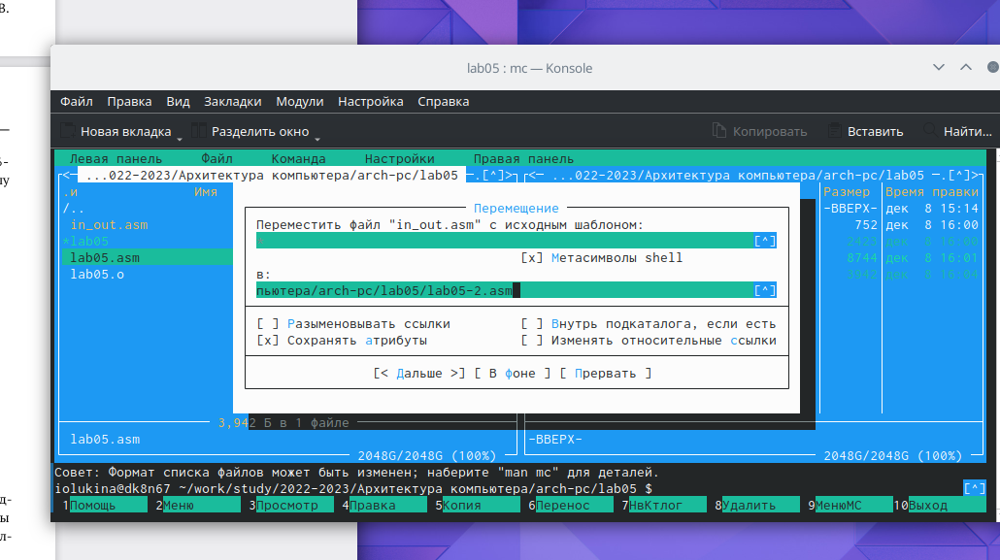 В.
lab05 : mc — Konsole
Файл Правка Вид Закладки Модули Настройка Справка
Новая вкладка Разделить окно Копировать Вставить Найти...
Левая панель Файл Команда Настройки Правая панель
<— ...022-2023/Архитектура компьютера/arch-pc/lab05 —.[^]> <— ...022-2023/Архитектура компьютера/arch-pc/lab05 —.[^]>
.и Имя Размер Время правки
/.. -ВВЕРХ- дек 8 15:14
in_out.asm 752 дек 8 16:00
*lab05 2423 дек 8 16:00
lab05.asm 8744 дек 8 16:01
lab05.o 3942 дек 8 16:04
Перемещение
Переместить файл "in_out.asm" с исходным шаблоном:
[^]
[x] Метасимволы shell
в:
пьютера/arch-pc/lab05/lab05-2.asm [^]
[ ] Разыменовывать ссылки [ ] Внутрь подкаталога, если есть
[x] Сохранять атрибуты [ ] Изменять относительные ссылки
[< Дальше >] [ В фоне ] [ Прервать ]
3,942 Б в 1 файле
lab05.asm -ВВЕРХ-
2048G/2048G (100%) 2048G/2048G (100%)
Совет: Формат списка файлов может быть изменен; наберите "man mc" для деталей.
iolukina@dk8n67 ~/work/study/2022-2023/Архитектура компьютера/arch-pc/lab05 $ [^]
1Помощь 2Меню 3Просмотр 4Правка 5Копия 6Перенос 7НвКтлог 8Удалить 9МенюМС 10Выход